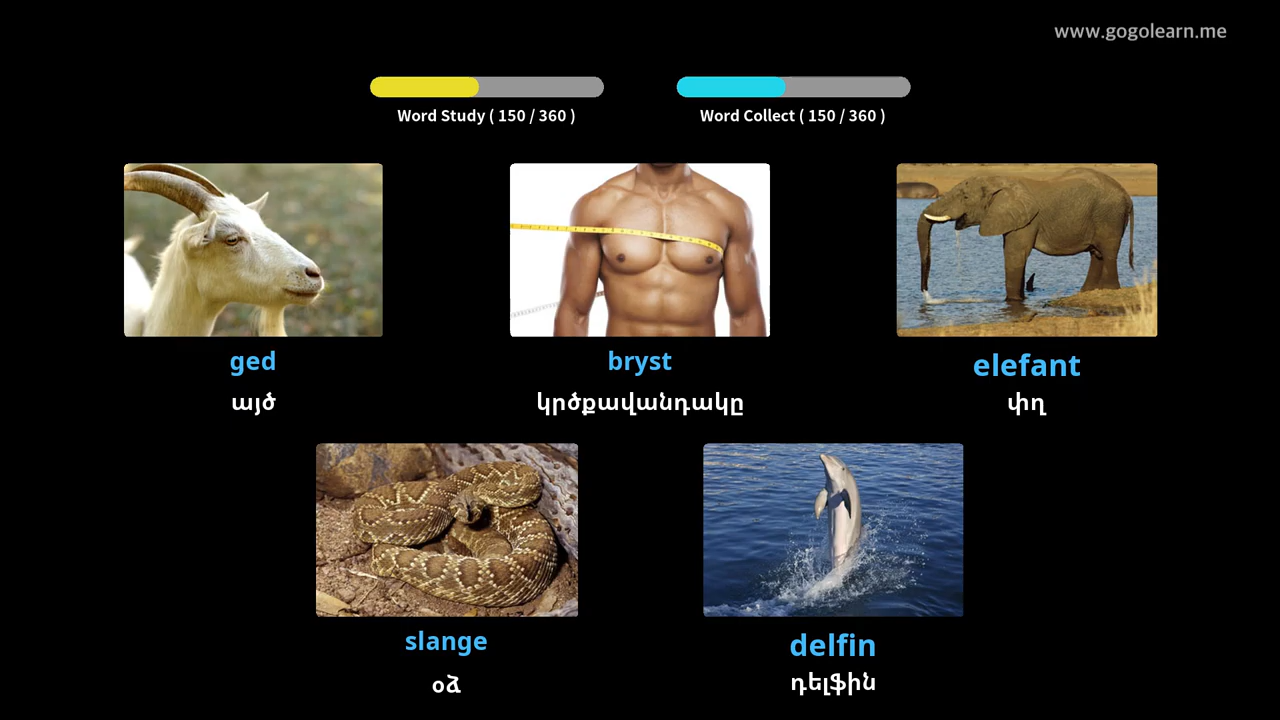 www.gogolearn.me
Word Study ( 150 / 360 )
Word Collect ( 150 / 360 )
ged
bryst
elefant
այծ
կրծքավանդակը
փղ
slange
delfin
օձ
դելֆին